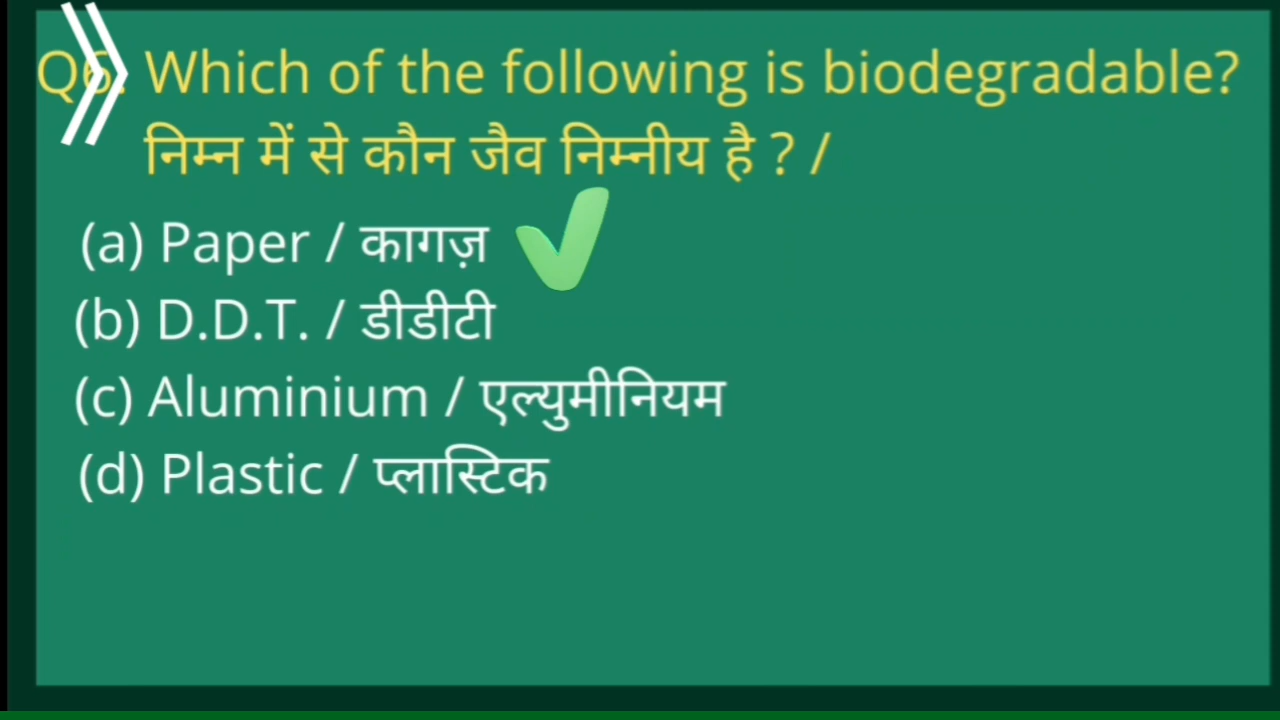 Q6. Which of the following is biodegradable?
निम्न में से कौन जैव निम्नीय है ? /
(a) Paper / कागज़
(b) D.D.T. / डीडीटी
(c) Aluminium / एल्युमीनियम
(d) Plastic / प्लास्टिक